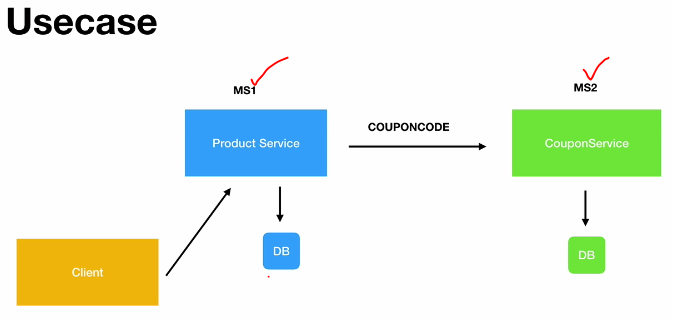 Usecase
MS1
MS2
COUPONCODE
Product Service
CouponService
DB
DB
Client